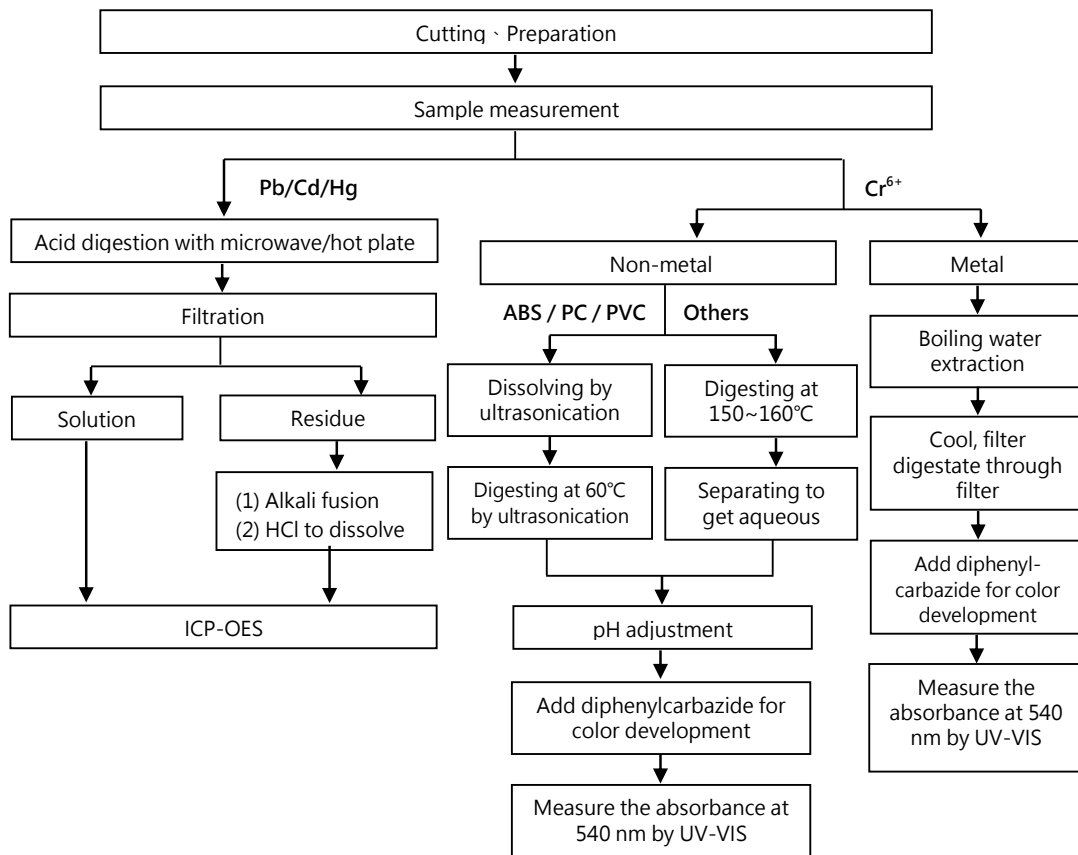 Cutting、Preparation
Sample measurement
Pb/Cd/Hg
Cr⁶⁺
Acid digestion with microwave/hot plate
Filtration
Solution
Residue
(1) Alkali fusion
(2) HCl to dissolve
ICP-OES
Non-metal
ABS / PC / PVC
Others
Dissolving by
ultrasonication
Digesting at 60℃
by ultrasonication
Digesting at
150~160℃
Separating to
get aqueous
pH adjustment
Add diphenylcarbazide for
color development
Measure the absorbance at
540 nm by UV-VIS
Metal
Boiling water
extraction
Cool, filter
digestate through
filter
Add diphenyl-
carbazide for color
development
Measure the
absorbance at 540
nm by UV-VIS